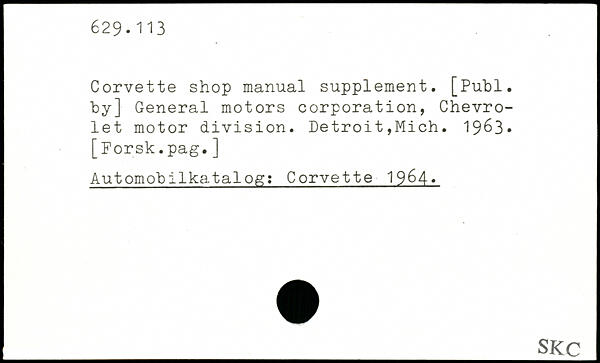 629.113
Corvette shop manual supplement. [Publ.
by] General motors corporation, Chevro-
let motor division. Detroit,Mich. 1963.
[Forsk.pag.]
Automobilkatalog: Corvette 1964.
SKC